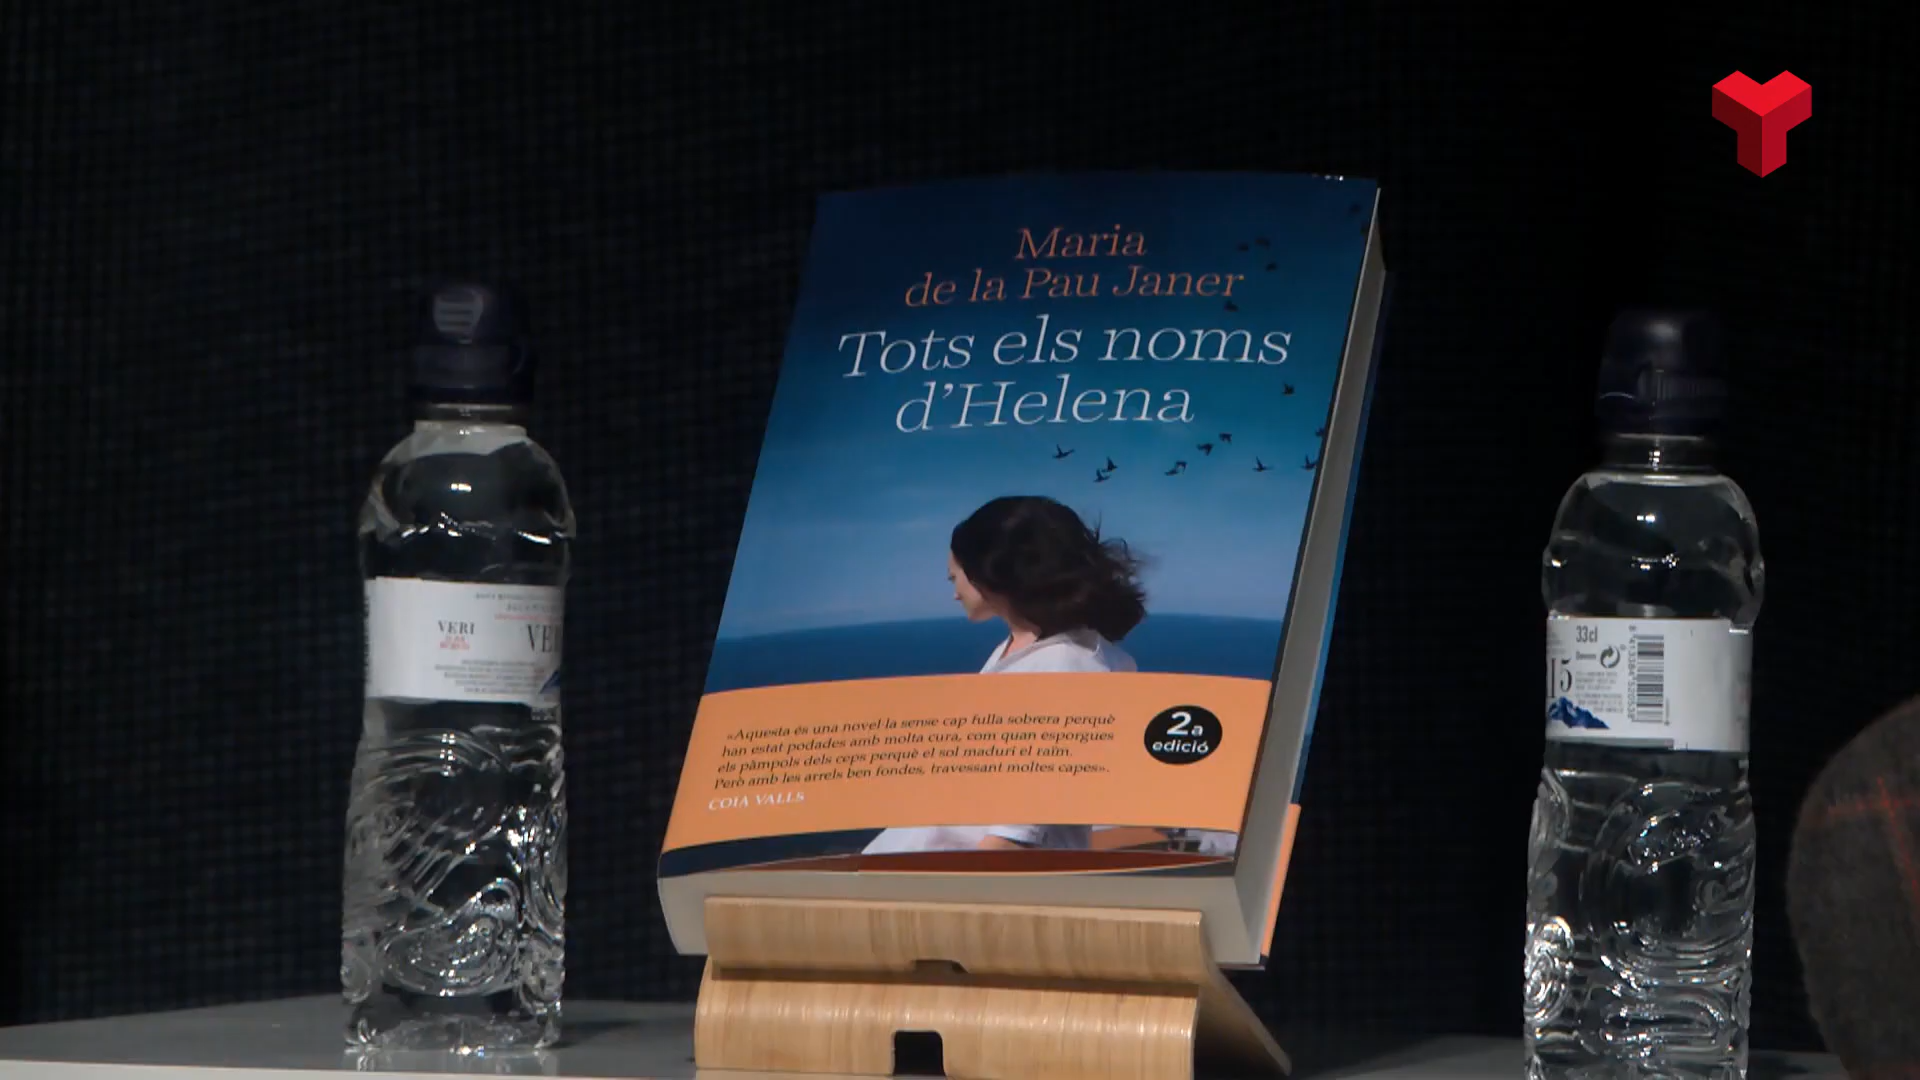 Maria
de la Pau Janer
Tots els noms
d'Helena
«Aquesta és una novel·la sense cap fulla sobrera perquè
han estat podades amb molta cura, com quan esporgues
els pàmpols dels ceps perquè el sol maduri el raïm.
Però amb les arrels ben fondes, travessant moltes capes».
COIA VALLS
2a
edició
VERI
VE
33cl
15